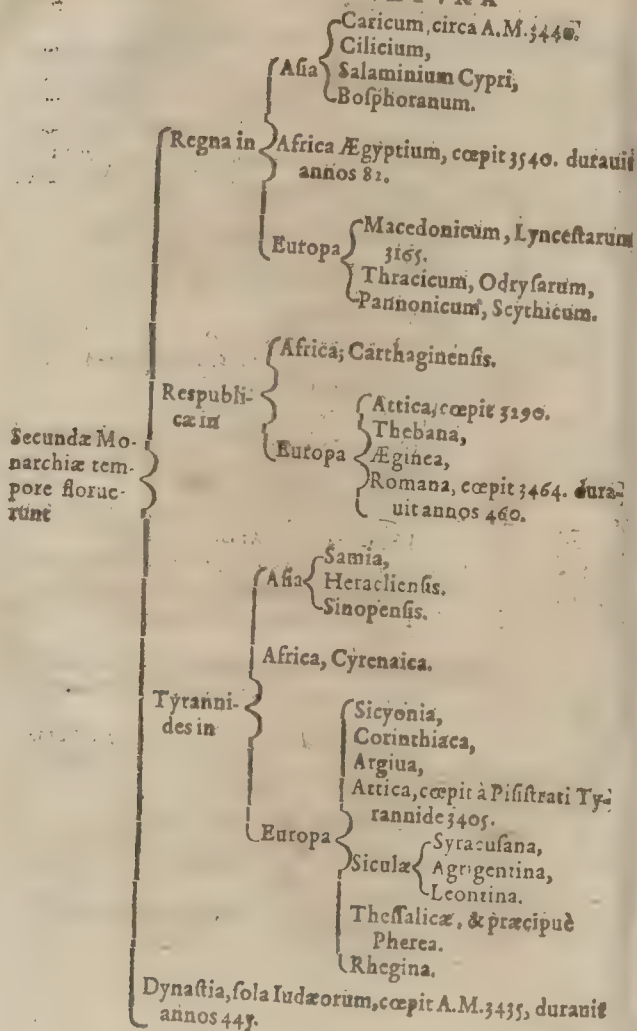 Secundæ Mo-
narchiæ tem-
pore florue-
runt
Regna in
Aſia
Caricum, circa A.M. 3440.
Cilicium,
Salaminium Cypri,
Boſphoranum.
Africa Ægyptium, cœpit 3540. durauit
annos 82.
Europa
Macedonicum, Lynceſtarum
3165.
Thracicum, Odryſarum,
Pannonicum, Scythicum.
Respubli-
cæ in
Africa; Carthaginenſis.
Europa
Attica, cœpit 3290.
Thebana,
Æginea,
Romana, cœpit 3464. dura-
uit annos 460.
Tyranni-
des in
Aſia
Samia,
Heraclienſis.
Sinopenſis.
Africa, Cyrenaica.
Europa
Sicyonia,
Corinthiaca,
Argiua,
Attica, cœpit à Piſiſtrati Ty-
rannide 3405.
Siculæ
Syracuſana,
Agrigentina,
Leontina.
Theſſalicæ, & præcipuè
Pherea.
Rhegina.
Dynaſtia, ſola Iudæorum, cœpit A.M. 3435, durauit
annos 447.